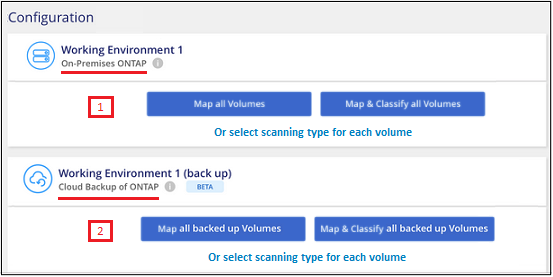 Configuration
Working Environment 1
On-Premises ONTAP
1
Map all Volumes
Map & Classify all Volumes
Or select scanning type for each volume
Working Environment 1 (back up)
Cloud Backup of ONTAP
BETA
2
Map all backed up Volumes
Map & Classify all backed up Volumes
Or select scanning type for each volume